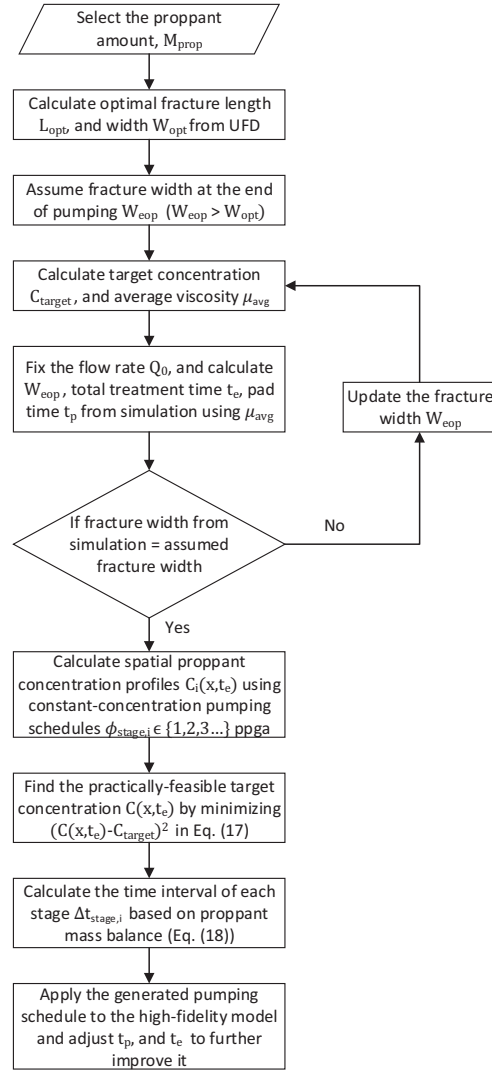 Select the proppant
amount, M_prop
Calculate optimal fracture length
L_opt, and width W_opt from UFD
Assume fracture width at the end
of pumping W_eop (W_eop > W_opt)
Calculate target concentration
C_target, and average viscosity μ_avg
Fix the flow rate Q_0, and calculate
W_eop, total treatment time t_e, pad
time t_p from simulation using μ_avg
Update the fracture
width W_eop
If fracture width from
simulation = assumed
fracture width
No
Yes
Calculate spatial proppant
concentration profiles C_i(x,t_e) using
constant-concentration pumping
schedules ϕ_stage,i ϵ {1,2,3...} ppga
Find the practically-feasible target
concentration C(x,t_e) by minimizing
(C(x,t_e)-C_target)² in Eq. (17)
Calculate the time interval of each
stage Δt_stage,i based on proppant
mass balance (Eq. (18))
Apply the generated pumping
schedule to the high-fidelity model
and adjust t_p, and t_e to further
improve it